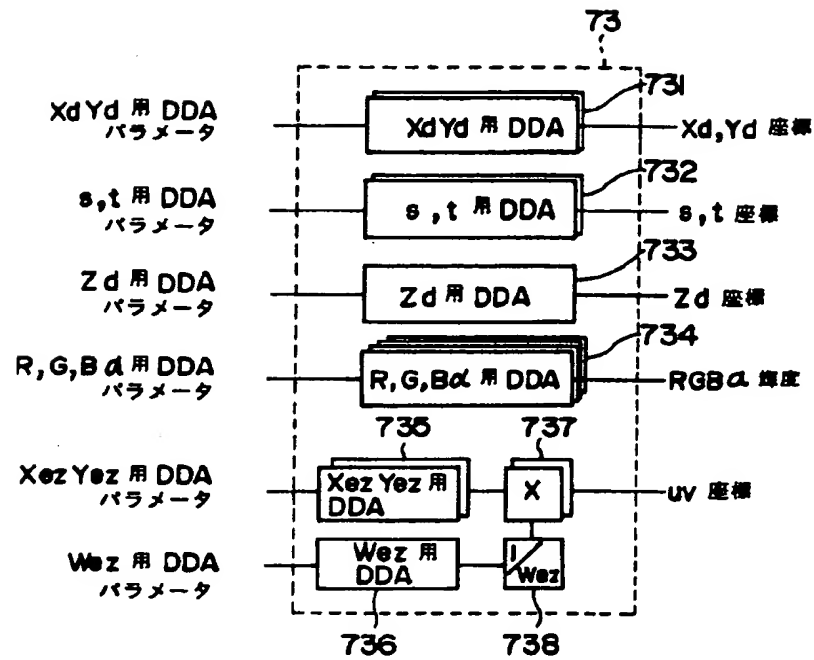 73
XdYd 用 DDA
パラメータ
731
XdYd 用 DDA
Xd,Yd 座標
s,t 用 DDA
パラメータ
732
s,t 用 DDA
s,t 座標
Zd 用 DDA
パラメータ
733
Zd 用 DDA
Zd 座標
R,G,Bα 用 DDA
パラメータ
734
R,G,Bα 用 DDA
RGBα 輝度
XezYez 用 DDA
パラメータ
735
XezYez 用
DDA
737
X
uv 座標
Wez 用 DDA
パラメータ
Wez 用
DDA
1/Wez
736
738